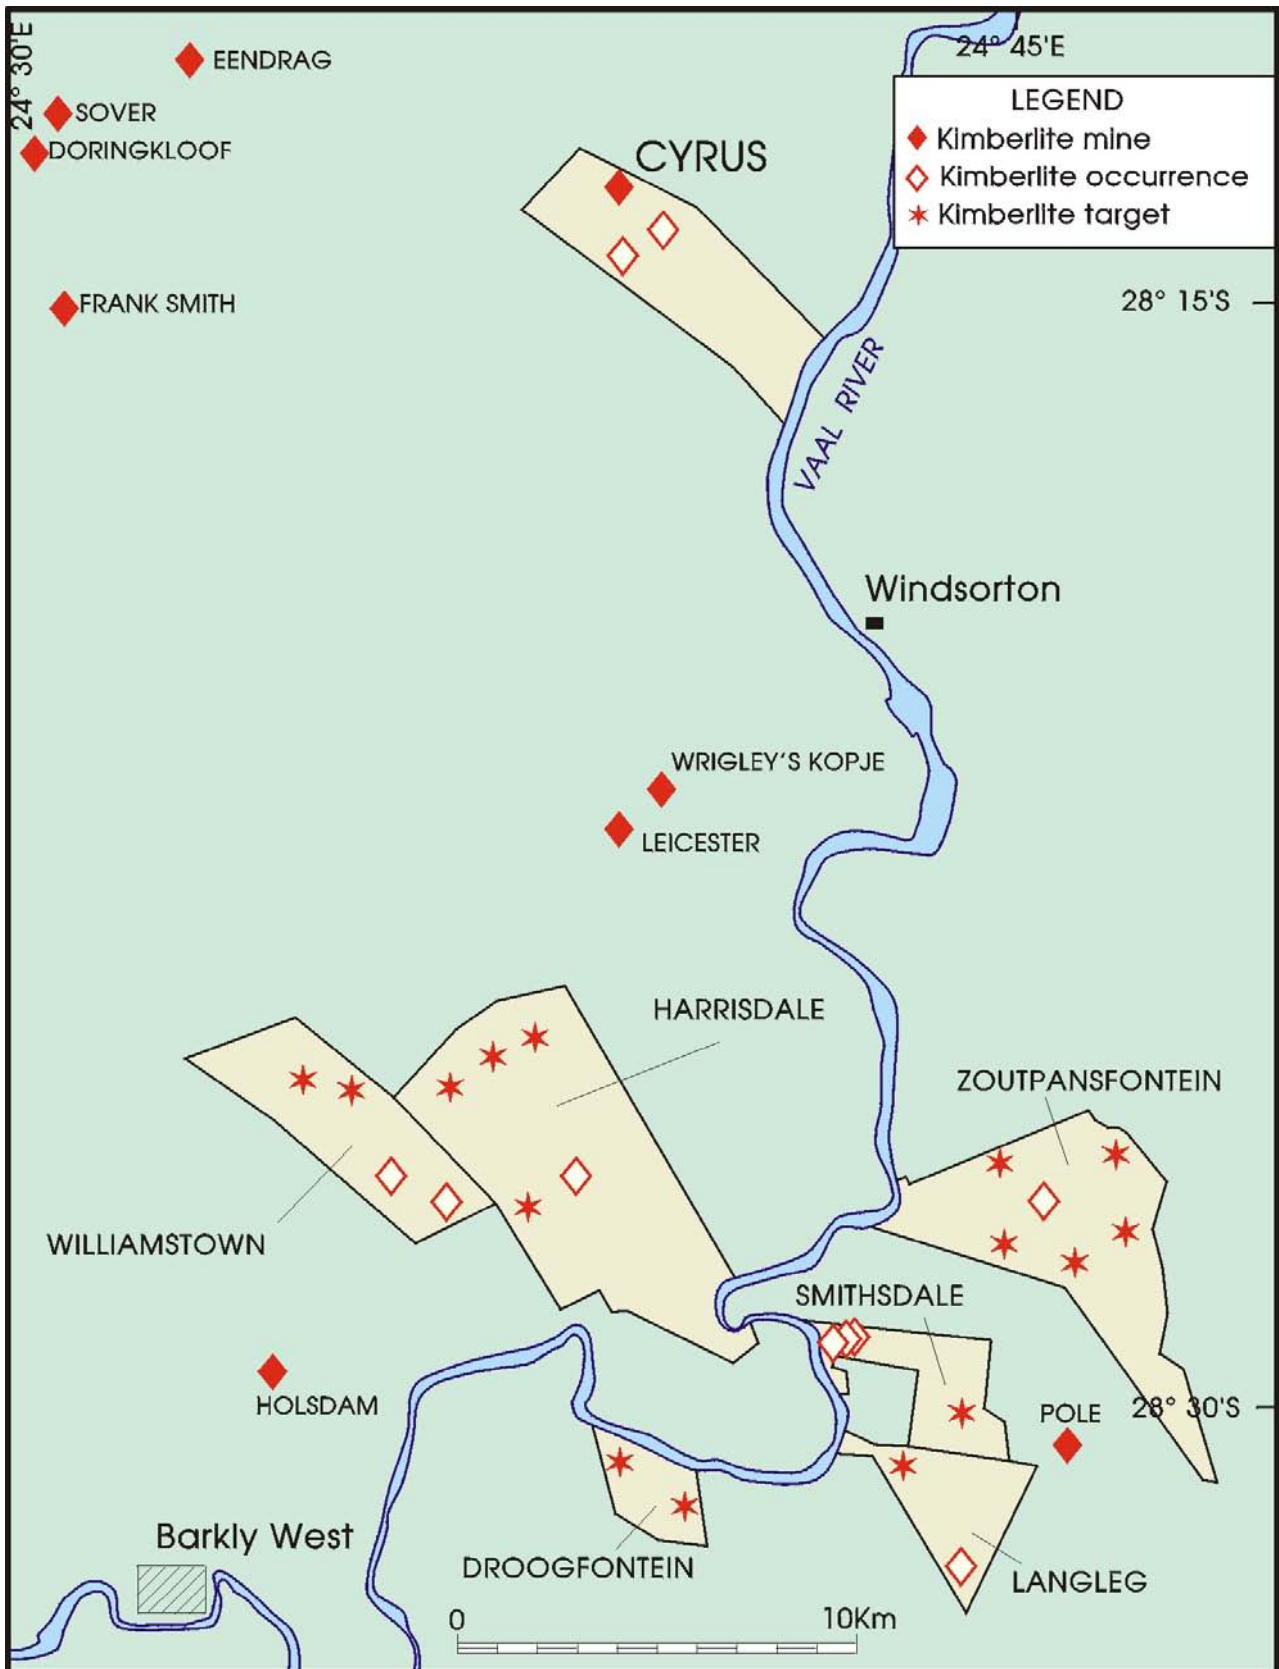 24° 30'E
24° 45'E
EENDRAG
SOVER
DORINGKLOOF
LEGEND
Kimberlite mine
Kimberlite occurrence
Kimberlite target
CYRUS
FRANK SMITH
28° 15'S
VAAL RIVER
Windsorton
WRIGLEY'S KOPJE
LEICESTER
HARRISDALE
ZOUTPANSFONTEIN
WILLIAMSTOWN
SMITHSDALE
HOLSDAM
POLE
28° 30'S
Barkly West
DROOGFONTEIN
LANGLEG
0
10Km